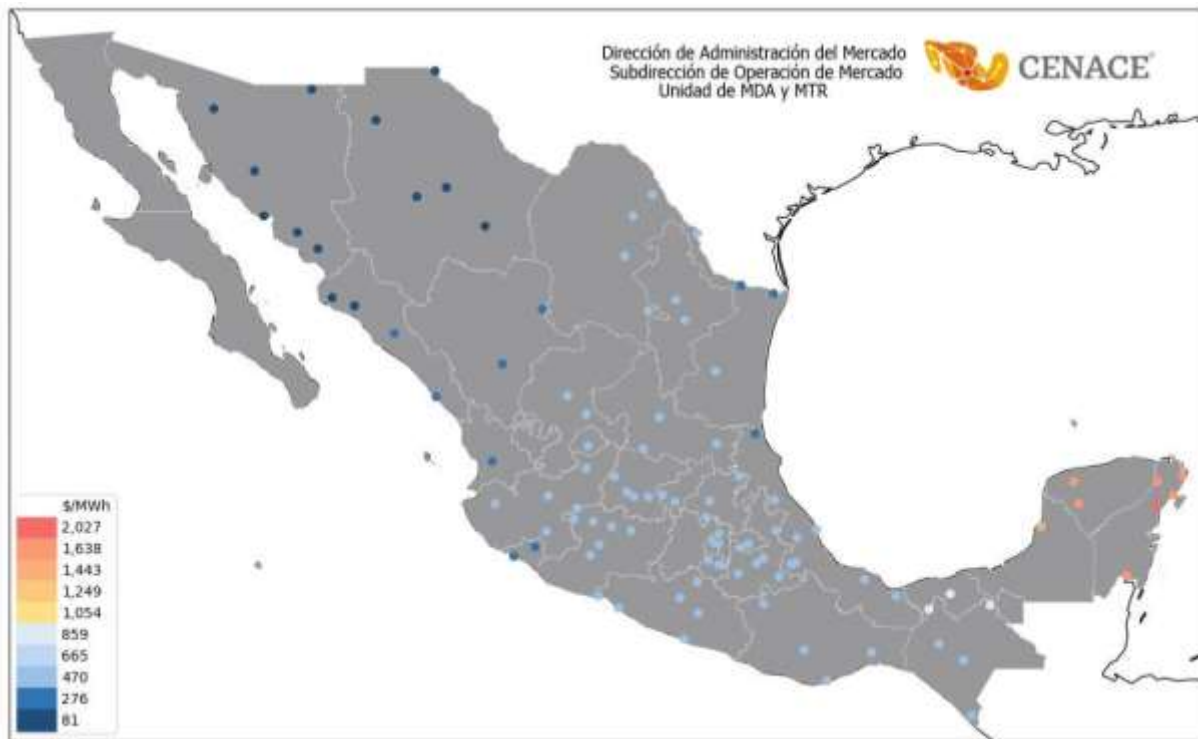 Dirección de Administración del Mercado
Subdirección de Operación de Mercado
Unidad de MDA y MTR
CENACE
$/MWh
2,027
1,638
1,443
1,249
1,054
859
665
470
276
81